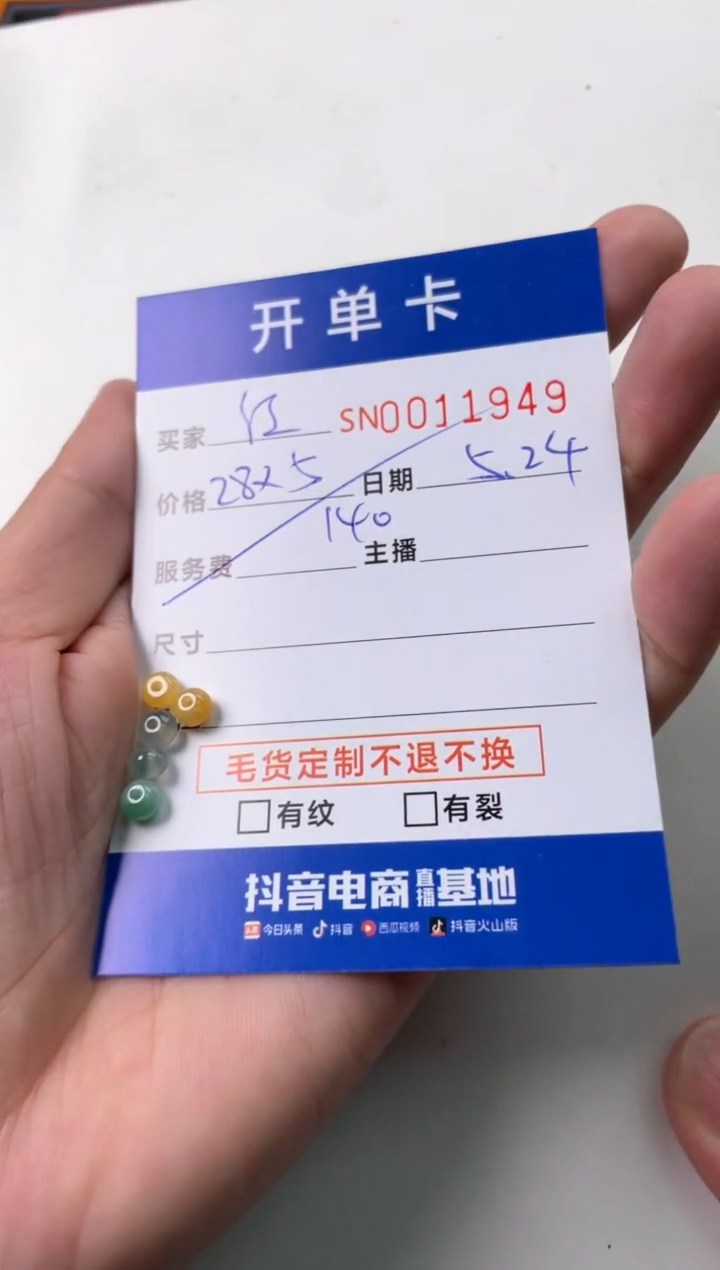 开单卡
买家 红 SN0011949
价格 28x5 日期 5.24
140
服务费 主播
尺寸
毛货定制不退不换
有纹 有裂
抖音电商直播基地
头条 今日头条 抖音 西瓜视频 抖音火山版